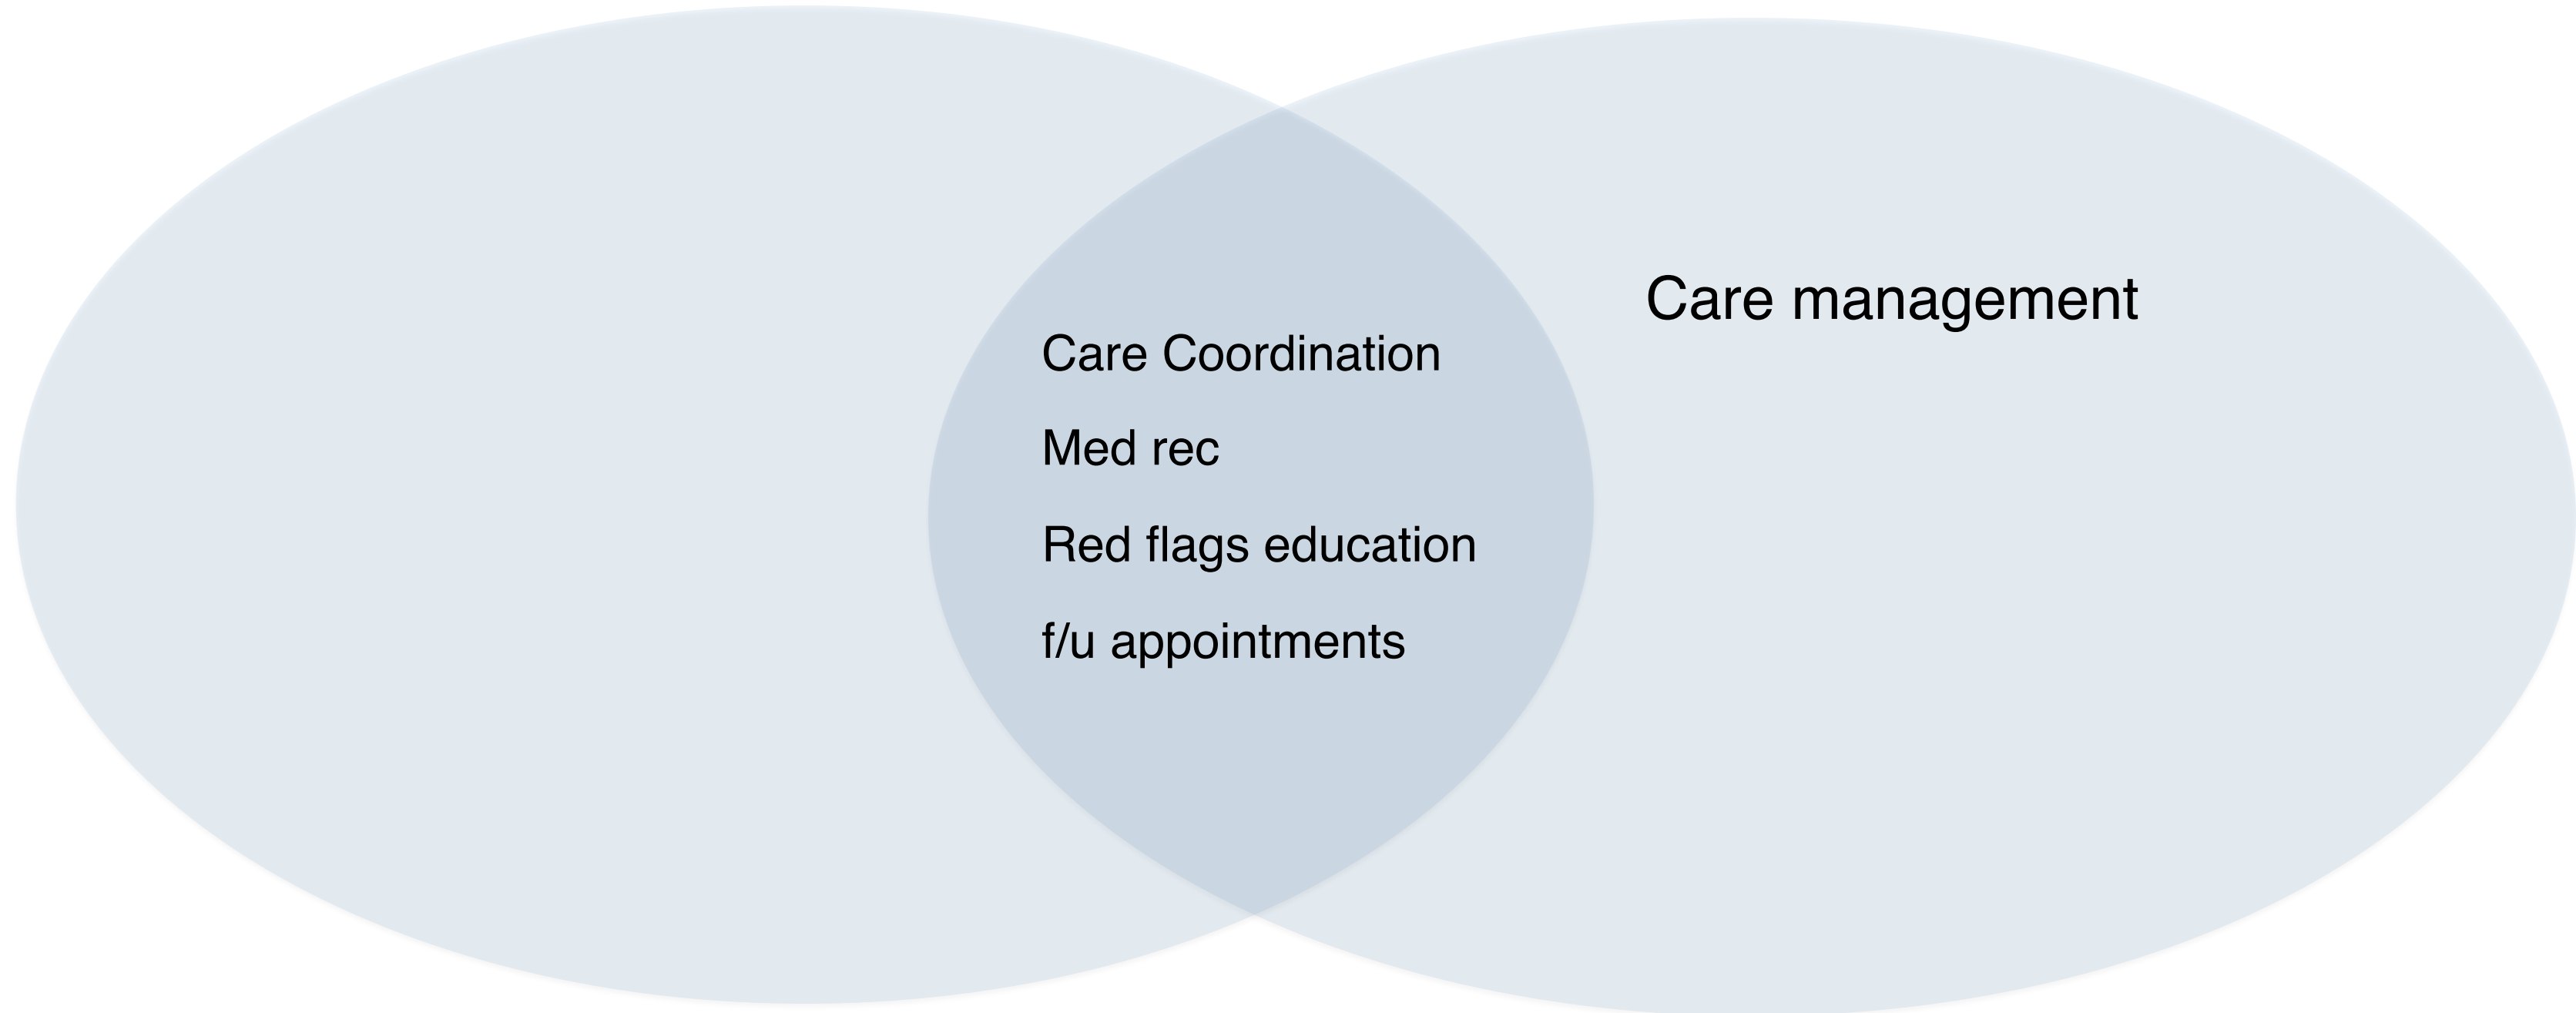 Care management
Care Coordination
Med rec
Red flags education
f/u appointments